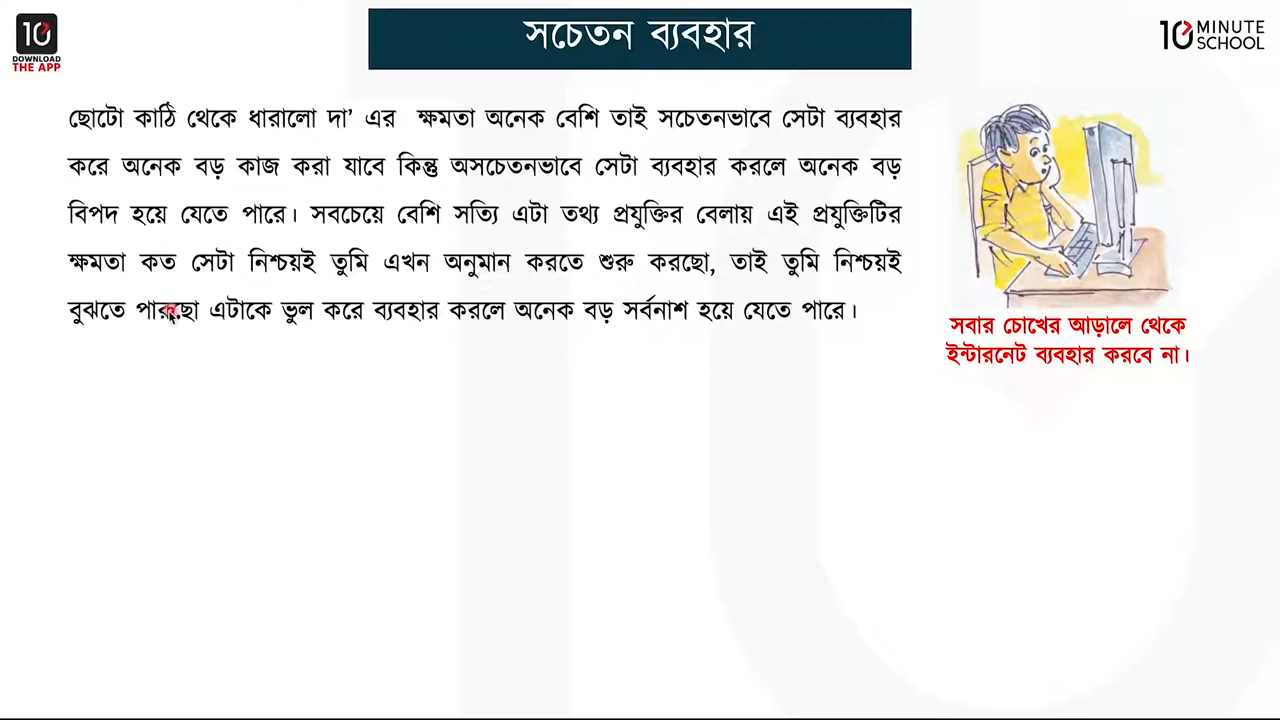 10
DOWNLOAD
THE APP
সচেতন ব্যবহার
10 MINUTE
SCHOOL
ছোটো কাঠি থেকে ধারালো দা’ এর ক্ষমতা অনেক বেশি তাই সচেতনভাবে সেটা ব্যবহার
করে অনেক বড় কাজ করা যাবে কিন্তু অসচেতনভাবে সেটা ব্যবহার করলে অনেক বড়
বিপদ হয়ে যেতে পারে। সবচেয়ে বেশি সত্যি এটা তথ্য প্রযুক্তির বেলায় এই প্রযুক্তিটির
ক্ষমতা কত সেটা নিশ্চয়ই তুমি এখন অনুমান করতে শুরু করছো, তাই তুমি নিশ্চয়ই
বুঝতে পারছো এটাকে ভুল করে ব্যবহার করলে অনেক বড় সর্বনাশ হয়ে যেতে পারে।
সবার চোখের আড়ালে থেকে
ইন্টারনেট ব্যবহার করবে না।